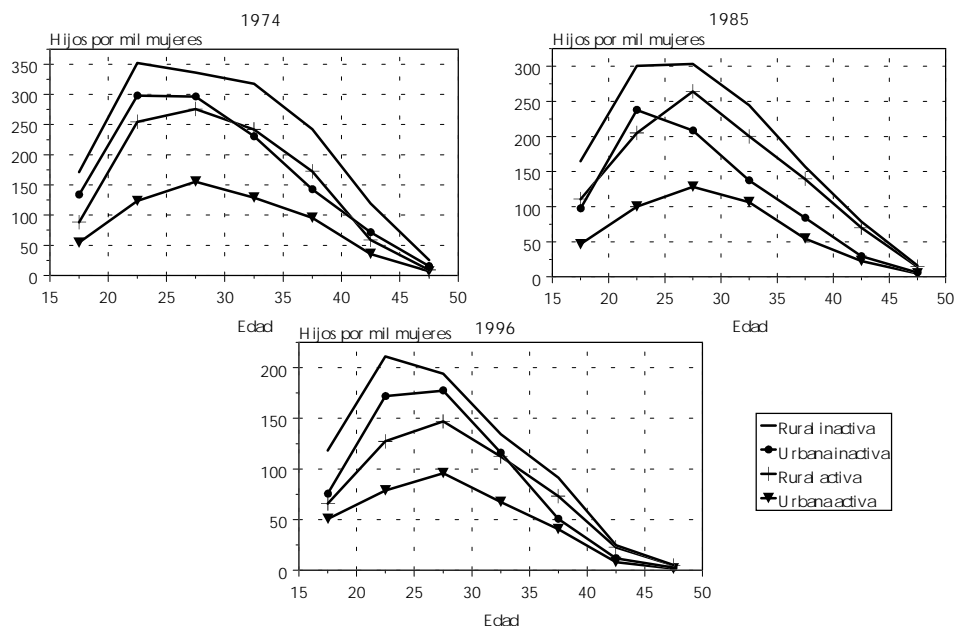 1974
Hijos por mil mujeres
350
300
250
200
150
100
50
0
15 20 25 30 35 40 45 50
Edad
1985
Hijos por mil mujeres
300
250
200
150
100
50
0
15 20 25 30 35 40 45 50
Edad
1996
Hijos por mil mujeres
200
150
100
50
0
15 20 25 30 35 40 45 50
Edad
Rural inactiva
Urbana inactiva
Rural activa
Urbana activa